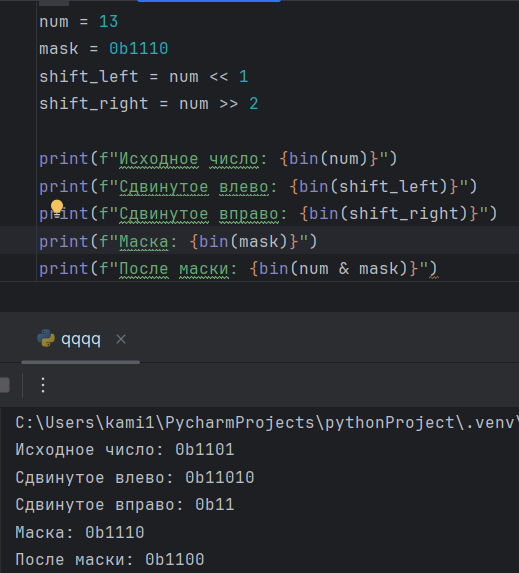 num = 13
mask = 0b1110
shift_left = num << 1
shift_right = num >> 2
print(f"Исходное число: {bin(num)}")
print(f"Сдвинутое влево: {bin(shift_left)}")
print(f"Сдвинутое вправо: {bin(shift_right)}")
print(f"Маска: {bin(mask)}")
print(f"После маски: {bin(num & mask)}")
qqqq
C:\Users\kami1\PycharmProjects\pythonProject\.venv\
Исходное число: 0b1101
Сдвинутое влево: 0b11010
Сдвинутое вправо: 0b11
Маска: 0b1110
После маски: 0b1100